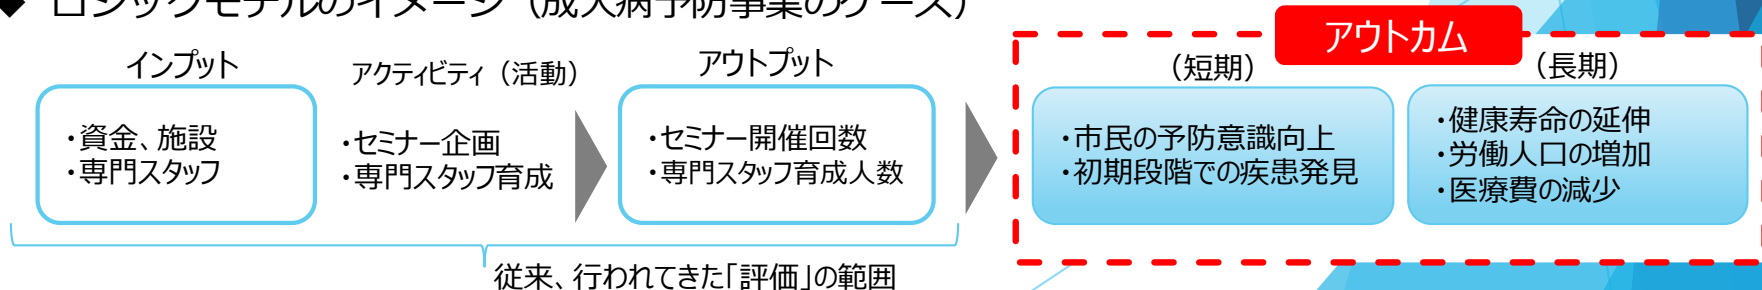 ◆ ロジックモデルのイメージ（成人病予防事業のケース）
インプット
・資金、施設
・専門スタッフ
アクティビティ（活動）
・セミナー企画
・専門スタッフ育成
アウトプット
・セミナー開催回数
・専門スタッフ育成人数
従来、行われてきた「評価」の範囲
アウトカム
（短期）
・市民の予防意識向上
・初期段階での疾患発見
（長期）
・健康寿命の延伸
・労働人口の増加
・医療費の減少